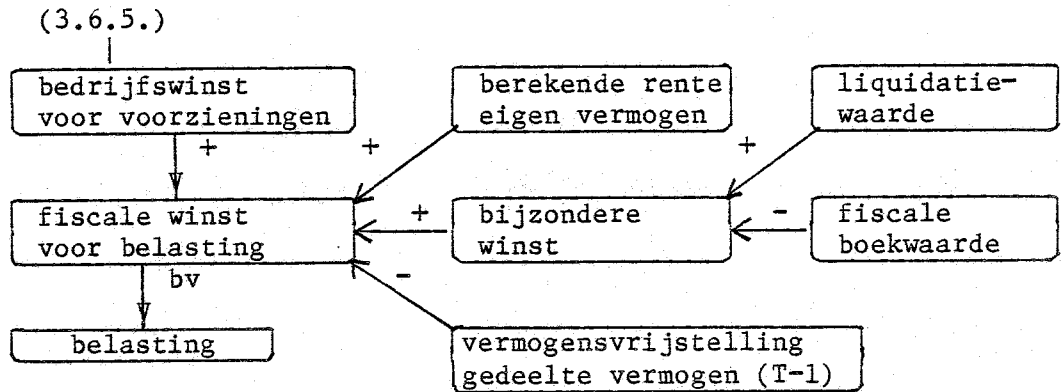 (3.6.5.)
bedrijfswinst
voor voorzieningen
berekende rente
eigen vermogen
liquidatie-
waarde
+
+
+
fiscale winst
voor belasting
+
bijzondere
winst
-
fiscale
boekwaarde
bv
-
belasting
vermogensvrijstelling
gedeelte vermogen (T-1)